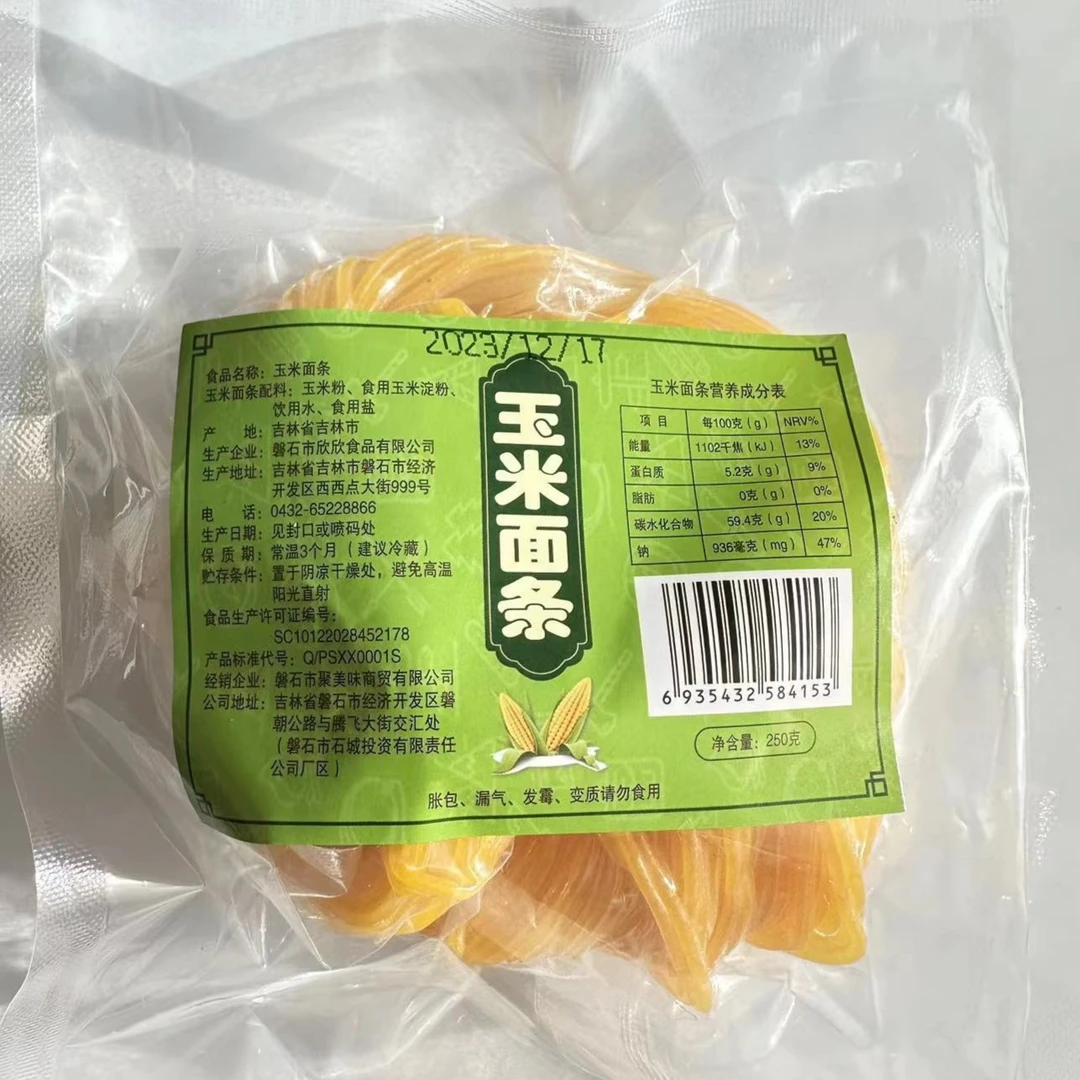 2023/12/17
食品名称：玉米面条
玉米面条配料：玉米粉、食用玉米淀粉、
饮用水、食用盐
产 地：吉林省吉林市
生产企业：磐石市欣欣食品有限公司
生产地址：吉林省吉林市磐石市经济
开发区西西点大街999号
电 话：0432-65228866
生产日期：见封口或喷码处
保 质 期：常温3个月（建议冷藏）
贮存条件：置于阴凉干燥处，避免高温
阳光直射
食品生产许可证编号：
SC10122028452178
产品标准代号：Q/PSXX0001S
经销企业：磐石市聚美味商贸有限公司
公司地址：吉林省磐石市经济开发区磐
朝公路与腾飞大街交汇处
（磐石市石城投资有限责任
公司厂区）
玉米面条
玉米面条营养成分表
项 目 每100克（g） NRV%
能量 1102千焦（kJ） 13%
蛋白质 5.2克（g） 9%
脂肪 0克（g） 0%
碳水化合物 59.4克（g） 20%
钠 936毫克（mg） 47%
6 935432 584153
净含量：250克
胀包、漏气、发霉、变质请勿食用